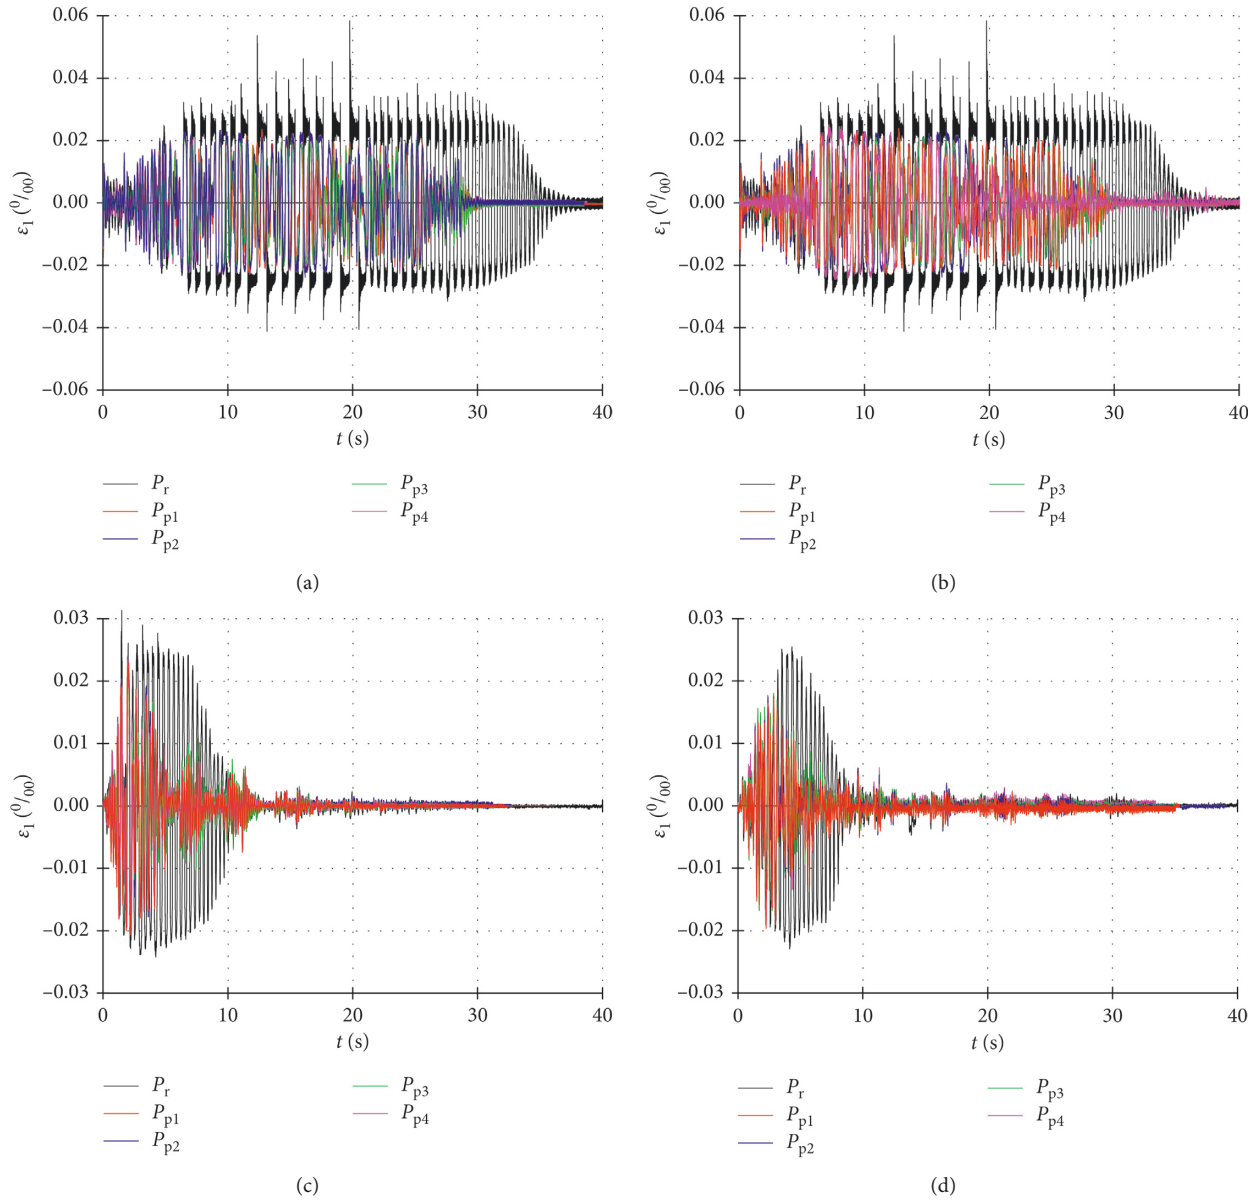 0.06
0.04
0.02
0.00
–0.02
–0.04
–0.06
ε1 (0/00)
0 10 20 30 40
t (s)
Pr
Pp1
Pp2
Pp3
Pp4
(a)
0.06
0.04
0.02
0.00
–0.02
–0.04
–0.06
ε1 (0/00)
0 10 20 30 40
t (s)
Pr
Pp1
Pp2
Pp3
Pp4
(b)
0.03
0.02
0.01
0.00
–0.01
–0.02
–0.03
ε1 (0/00)
0 10 20 30 40
t (s)
Pr
Pp1
Pp2
Pp3
Pp4
(c)
0.03
0.02
0.01
0.00
–0.01
–0.02
–0.03
ε1 (0/00)
0 10 20 30 40
t (s)
Pr
Pp1
Pp2
Pp3
Pp4
(d)